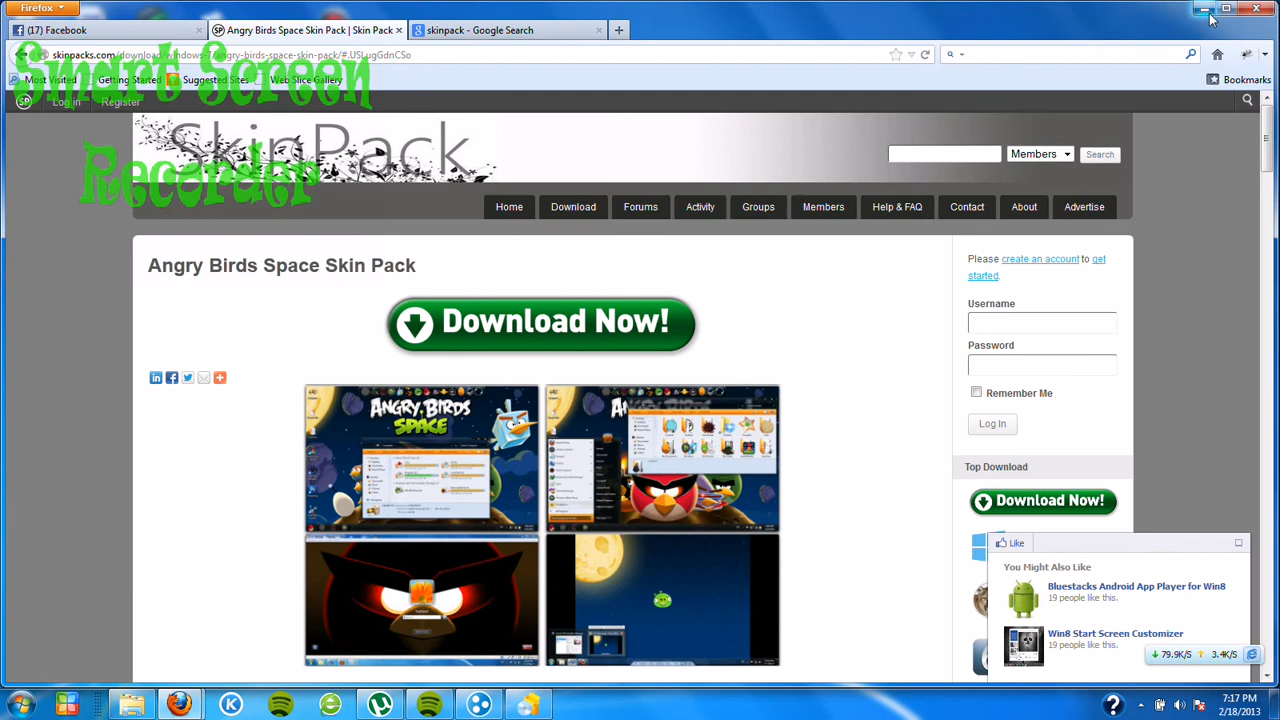 Firefox
(17) Facebook
Angry Birds Space Skin Pack | Skin Pack
skinpack - Google Search
Most Visited
Getting Started
Suggested Sites
Web Slice Gallery
Bookmarks
Smart Screen
Recorder
SP
Log in
Register
SkinPack
Members
Search
Home
Download
Forums
Activity
Groups
Members
Help & FAQ
Contact
About
Advertise
Angry Birds Space Skin Pack
Download Now!
ANGRY BIRDS
SPACE
Please create an account to get
started.
Username
Password
Remember Me
Log In
Top Download
Download Now!
Like
You Might Also Like
Bluestacks Android App Player for Win8
19 people like this.
Win8 Start Screen Customizer
19 people like this.
79.9K/S
3.4K/S
7:17 PM
2/18/2013